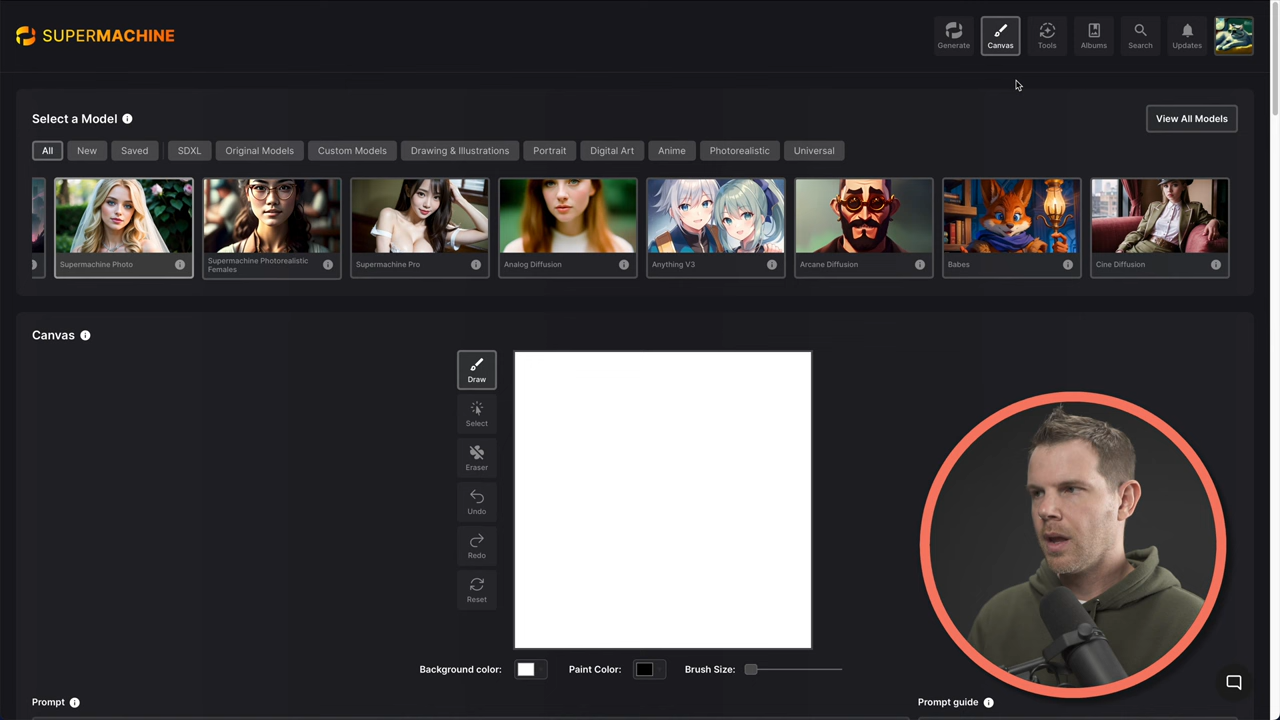 SUPERMACHINE
Generate
Canvas
Tools
Albums
Search
Updates
Select a Model
View All Models
All
New
Saved
SDXL
Original Models
Custom Models
Drawing & Illustrations
Portrait
Digital Art
Anime
Photorealistic
Universal
Supermachine Photo
Supermachine Photorealistic
Females
Supermachine Pro
Analog Diffusion
Anything V3
Arcane Diffusion
Babes
Cine Diffusion
Canvas
Draw
Select
Eraser
Undo
Redo
Reset
Background color:
Paint Color:
Brush Size:
Prompt
Prompt guide